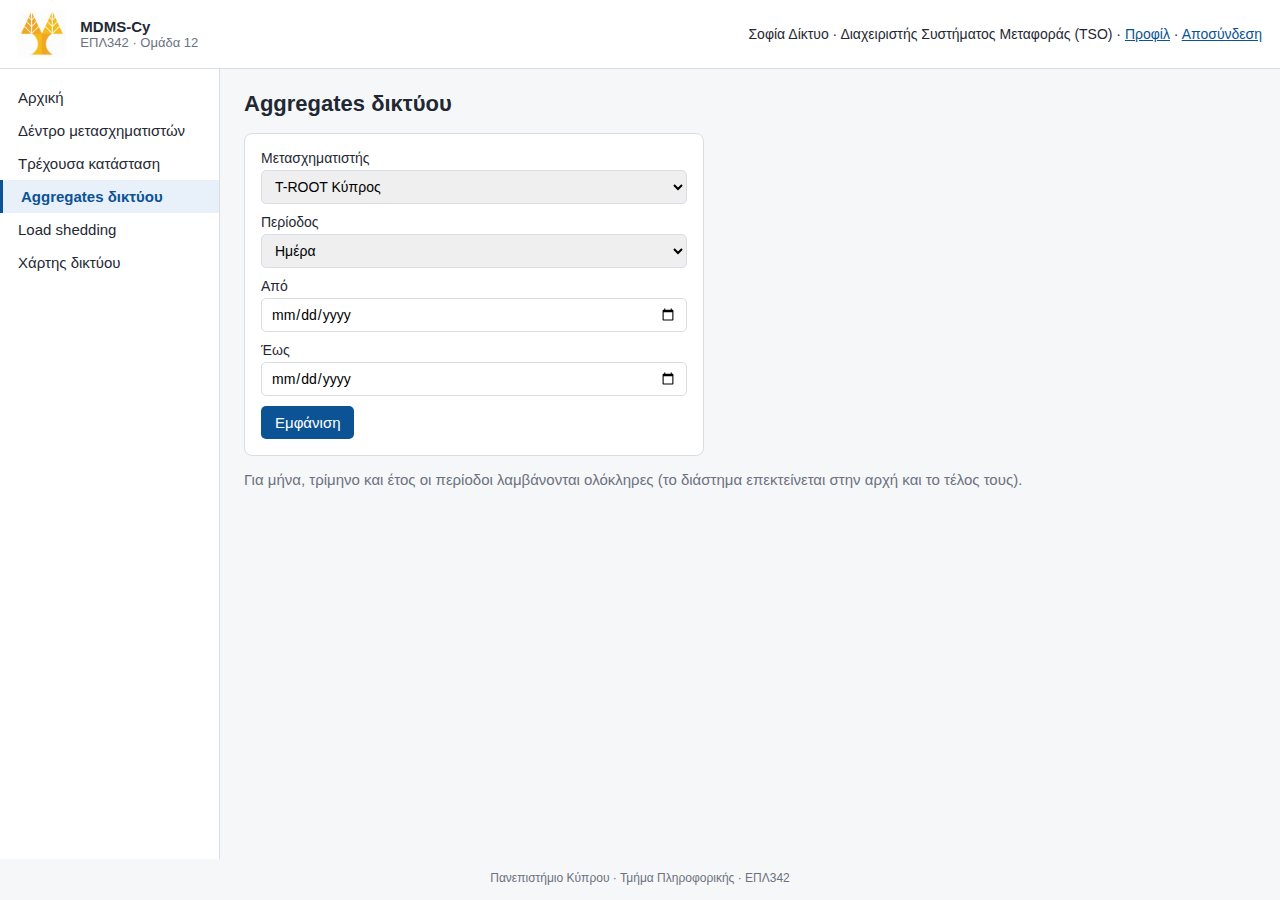 MDMS-Cy
ΕΠΛ342 · Ομάδα 12
Σοφία Δίκτυο · Διαχειριστής Συστήματος Μεταφοράς (TSO) · Προφίλ · Αποσύνδεση
Αρχική
Δέντρο μετασχηματιστών
Τρέχουσα κατάσταση
Aggregates δικτύου
Load shedding
Χάρτης δικτύου
Aggregates δικτύου
Μετασχηματιστής
T-ROOT Κύπρος
Περίοδος
Ημέρα
Από
mm/dd/yyyy
Έως
mm/dd/yyyy
Εμφάνιση
Για μήνα, τρίμηνο και έτος οι περίοδοι λαμβάνονται ολόκληρες (το διάστημα επεκτείνεται στην αρχή και το τέλος τους).
Πανεπιστήμιο Κύπρου · Τμήμα Πληροφορικής · ΕΠΛ342